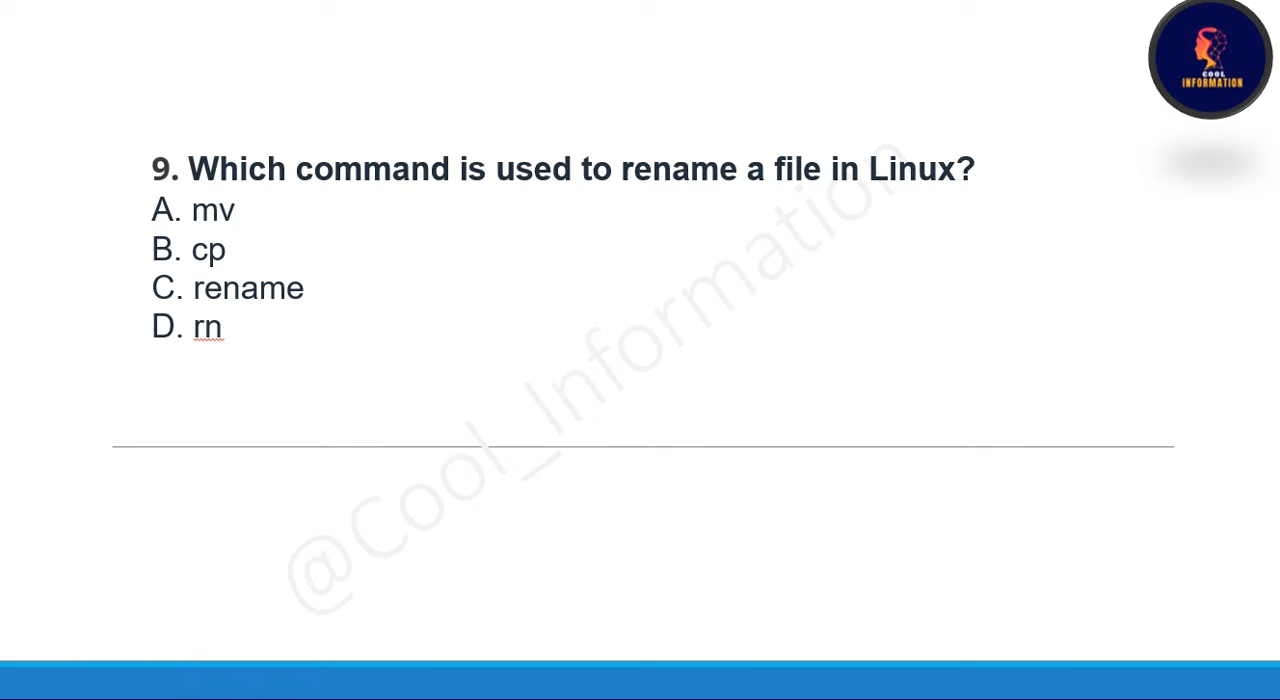 COOL
INFORMATION
9. Which command is used to rename a file in Linux?
A. mv
B. cp
C. rename
D. rn
@Cool_Information